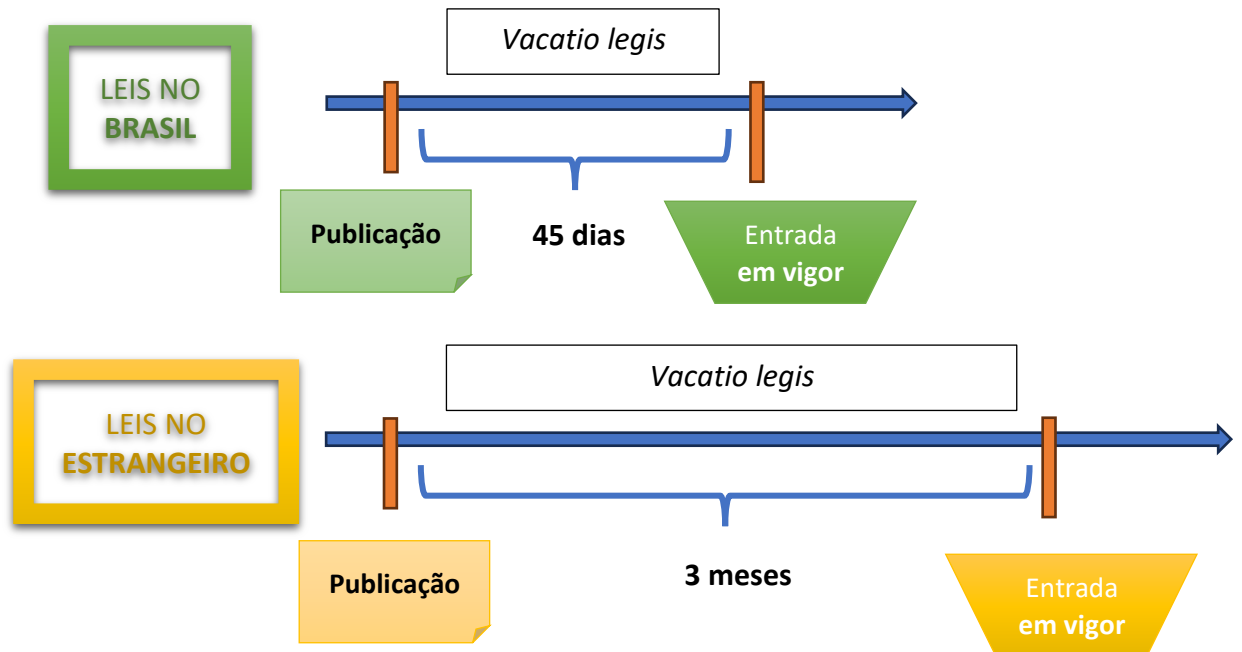 Vacatio legis
LEIS NO
BRASIL
Publicação
45 dias
Entrada
em vigor
Vacatio legis
LEIS NO
ESTRANGEIRO
Publicação
3 meses
Entrada
em vigor